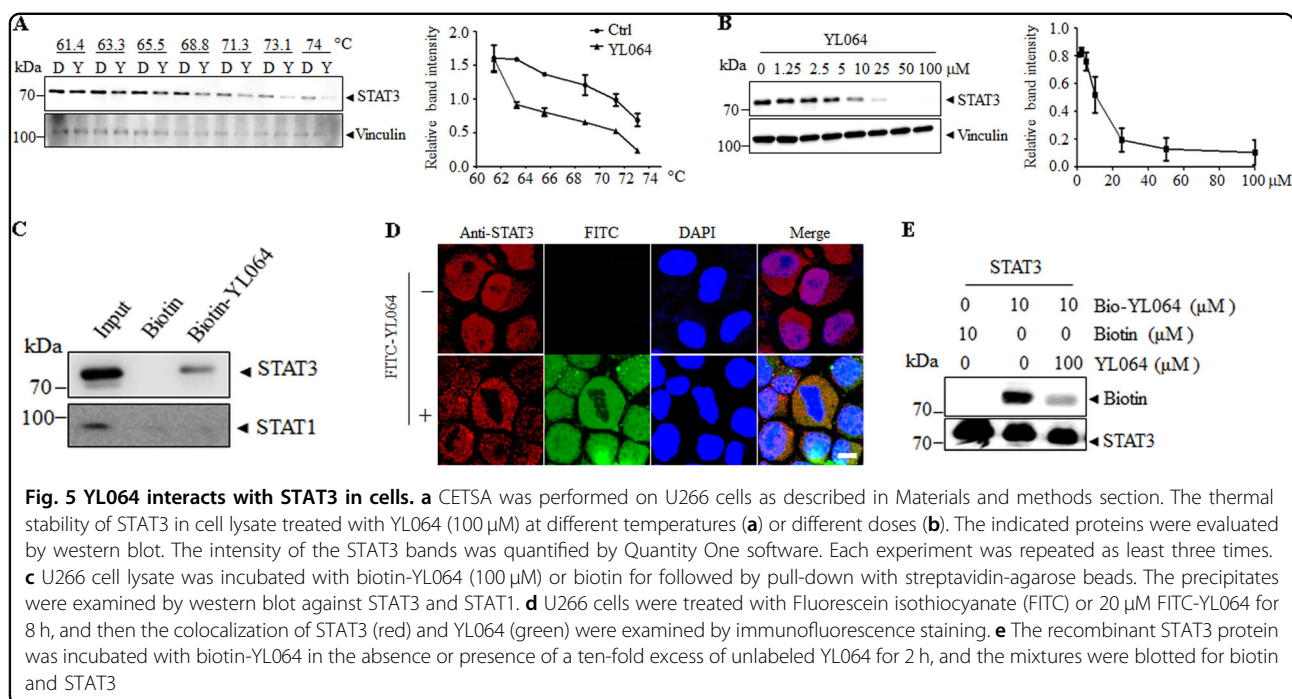 A
61.4 63.3 65.5 68.8 71.3 73.1 74 °C
kDa D Y D Y D Y D Y D Y D Y D Y
70 STAT3
100 Vinculin
Ctrl
YL064
Relative band intensity
2.0
1.5
1.0
0.5
0.0
60 62 64 66 68 70 72 74 °C
B
YL064
kDa 0 1.25 2.5 5 10 25 50 100 μM
70 STAT3
100 Vinculin
Relative band intensity
1.0
0.8
0.6
0.4
0.2
0.0
0 20 40 60 80 100 μM
C
Input Biotin Biotin-YL064
kDa
70 STAT3
100 STAT1
D
Anti-STAT3 FITC DAPI Merge
FITC-YL064
−
+
E
STAT3
0 10 10 Bio-YL064 (μM )
10 0 0 Biotin (μM )
kDa 0 0 100 YL064 (μM )
70 Biotin
70 STAT3
Fig. 5 YL064 interacts with STAT3 in cells. a CETSA was performed on U266 cells as described in Materials and methods section. The thermal
stability of STAT3 in cell lysate treated with YL064 (100 μM) at different temperatures (a) or different doses (b). The indicated proteins were evaluated
by western blot. The intensity of the STAT3 bands was quantified by Quantity One software. Each experiment was repeated as least three times.
c U266 cell lysate was incubated with biotin-YL064 (100 μM) or biotin for followed by pull-down with streptavidin-agarose beads. The precipitates
were examined by western blot against STAT3 and STAT1. d U266 cells were treated with Fluorescein isothiocyanate (FITC) or 20 μM FITC-YL064 for
8 h, and then the colocalization of STAT3 (red) and YL064 (green) were examined by immunofluorescence staining. e The recombinant STAT3 protein
was incubated with biotin-YL064 in the absence or presence of a ten-fold excess of unlabeled YL064 for 2 h, and the mixtures were blotted for biotin
and STAT3